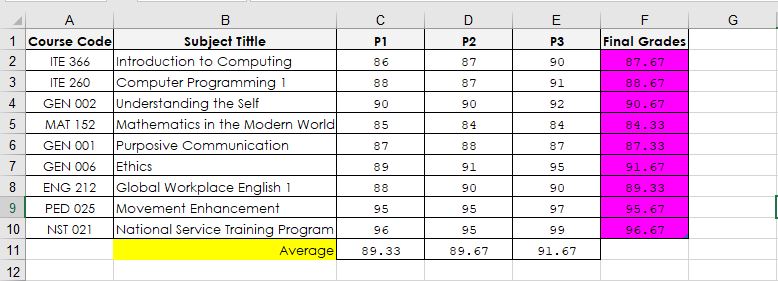 A B C D E F G
1 Course Code Subject Tittle P1 P2 P3 Final Grades
2 ITE 366 Introduction to Computing 86 87 90 87.67
3 ITE 260 Computer Programming 1 88 87 91 88.67
4 GEN 002 Understanding the Self 90 90 92 90.67
5 MAT 152 Mathematics in the Modern World 85 84 84 84.33
6 GEN 001 Purposive Communication 87 88 87 87.33
7 GEN 006 Ethics 89 91 95 91.67
8 ENG 212 Global Workplace English 1 88 90 90 89.33
9 PED 025 Movement Enhancement 95 95 97 95.67
10 NST 021 National Service Training Program 96 95 99 96.67
11 Average 89.33 89.67 91.67
12